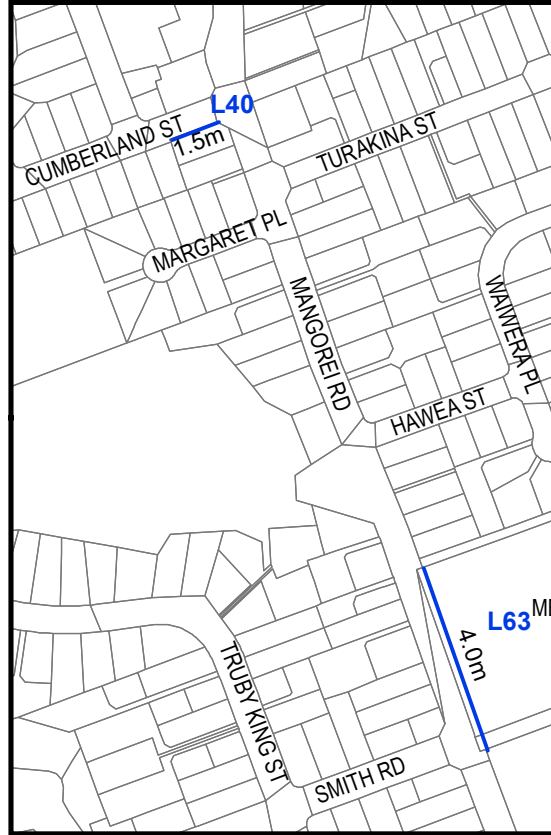 L40
CUMBERLAND ST
1.5m
TURAKINA ST
MARGARET PL
MANGOREI RD
WAIWERA PL
HAWEA ST
L63
4.0m
TRUBY KING ST
SMITH RD